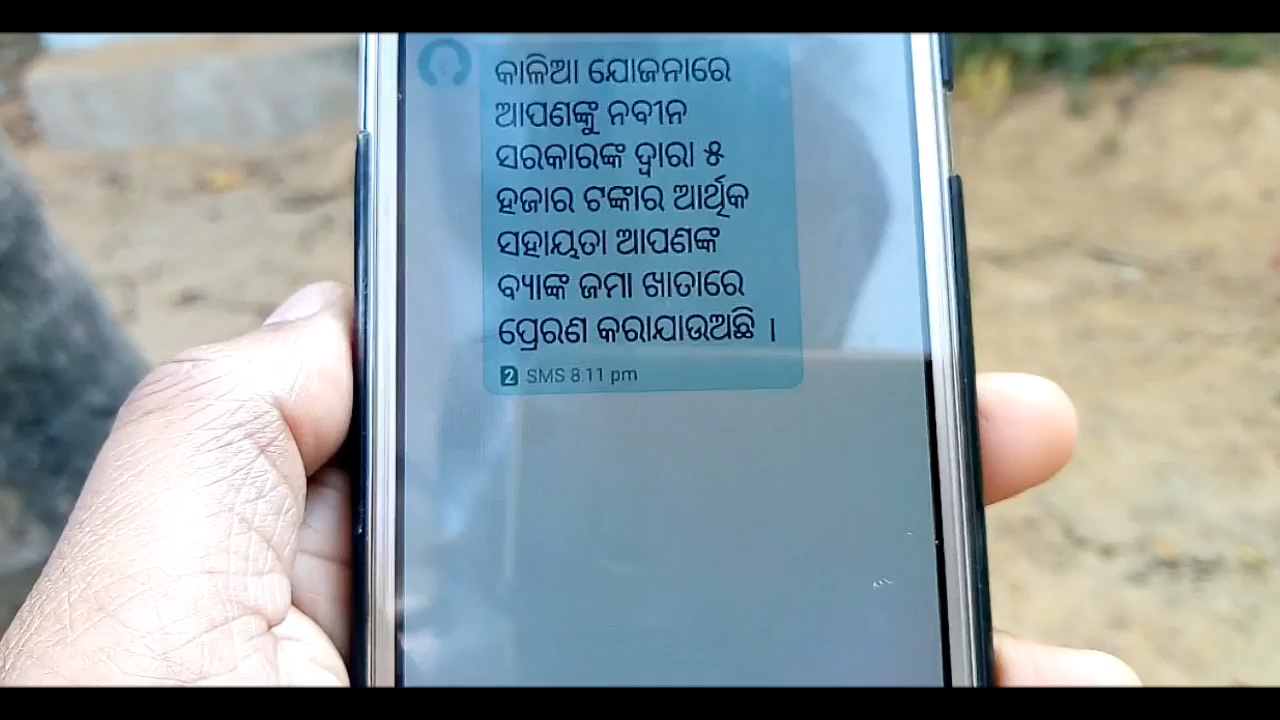 କାଳିଆ ଯୋଜନାରେ
ଆପଣଙ୍କୁ ନବୀନ
ସରକାରଙ୍କ ଦ୍ଵାରା ୫
ହଜାର ଟଙ୍କାର ଆର୍ଥିକ
ସହାୟତା ଆପଣଙ୍କ
ବ୍ୟାଙ୍କ ଜମା ଖାତାରେ
ପ୍ରେରଣ କରାଯାଉଅଛି ।
2 SMS 8:11 pm